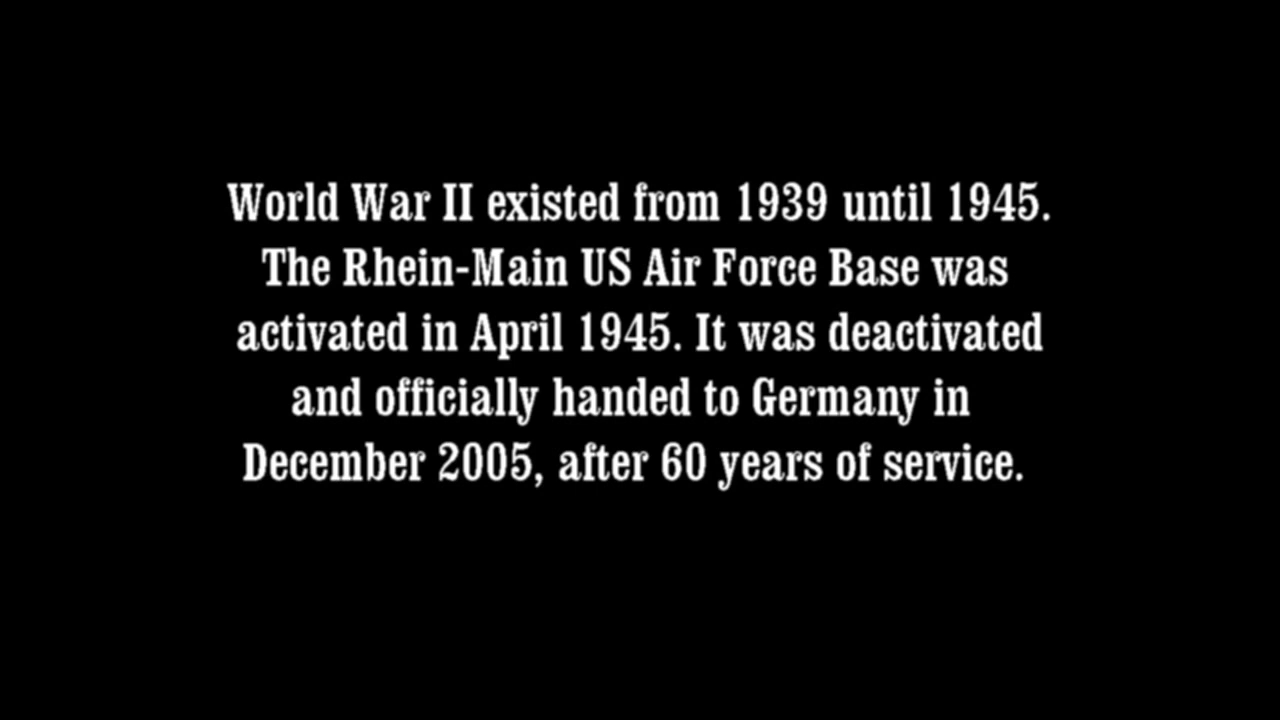 World War II existed from 1939 until 1945.
The Rhein-Main US Air Force Base was
activated in April 1945. It was deactivated
and officially handed to Germany in
December 2005, after 60 years of service.